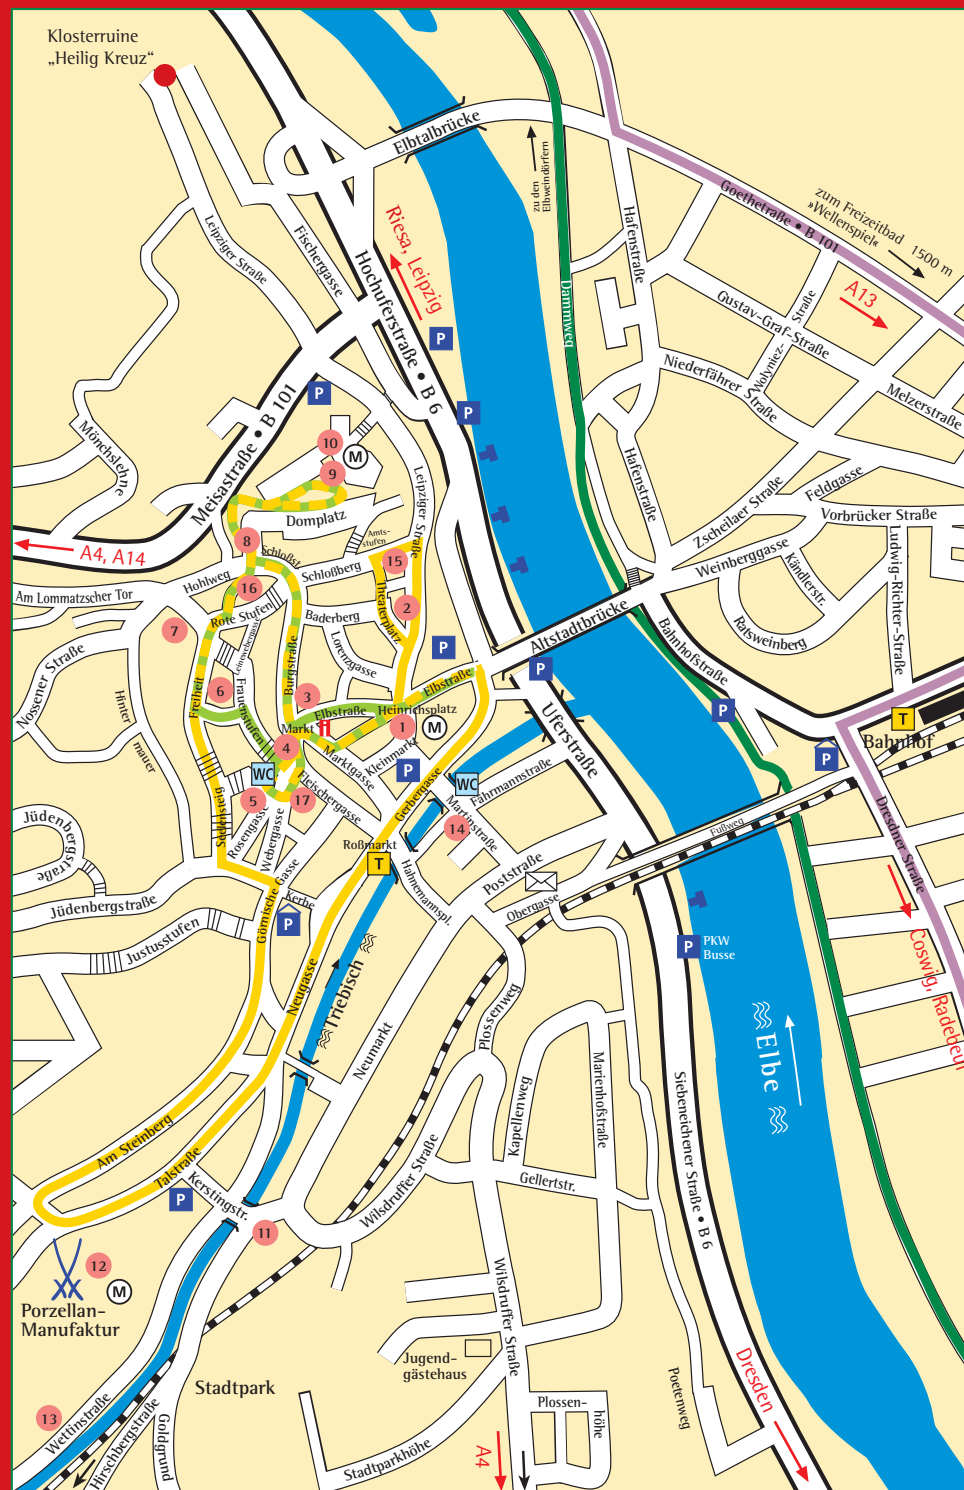 Klosterruine
„Heilig Kreuz“
Elbtalbrücke
zu den
Elbweindörfern
Goethetraße • B 101
zum Freizeitbad
»Wellenspiel«
1500 m
A13
Leipziger Straße
Fischergasse
Riesa, Leipzig
Hochuferstraße • B 6
Hafenstraße
Dammweg
Gustav-Graf-Straße
Wolyniez-
Straße
Niederfährer Straße
Melzerstraße
P
P
P
Mönchslehne
Meisastraße • B 101
10
M
9
Leipziger Straße
Hafenstraße
Zscheilaer Straße
Feldgasse
Vorbrücker Straße
Domplatz
Amts-
stufen
8
Schloßst.
Schloßberg
15
A4, A14
Weinberggasse
Kändlerstr.
Ludwig-Richter-Straße
Am Lommatzscher Tor
Hohlweg
16
Rote Stufen
Baderberg
Theaterplatz
2
Altstadtbrücke
Ratsweinberg
Bahnhofstraße
7
Leinewebergasse
Lorenzgasse
P
P
Nossener Straße
Hinter
mauer
Freiheit
6
Frauenstufen
Burgstraße
3
Elbstraße
Elbstraße
Heinrichsplatz
1
M
Markt
4
Marktgasse
Kleinmarkt
Uferstraße
P
T
Bahnhof
P
WC
P
WC
5
17
Fleischergasse
Gerbergasse
Fährmannstraße
Martinstraße
14
Seelensteig
Rosengasse
Webergasse
Roßmarkt
T
Fußweg
Dresdner Straße
Jüdenbergstraße
Jüdenbergstraße
Justusstufen
Görnische Gasse
Kerbe
P
Hahnemannspl.
Poststraße
Obergasse
P
PKW
Busse
Coswig, Radebeul
Neugasse
Triebisch
Neumarkt
Plossenweg
Elbe
Kapellenweg
Marienhofstraße
Siebeneichener Straße • B 6
Am Steinberg
Talstraße
Wilsdruffer Straße
Gellertstr.
P
Kerstingstr.
11
12
M
Porzellan-
Manufaktur
Wilsdruffer Straße
Jugend-
gästehaus
Stadtpark
Poetenweg
Dresden
13
Wettinstraße
Hirschbergstraße
Goldgrund
Stadtparkhöhe
A4
Plossen-
höhe